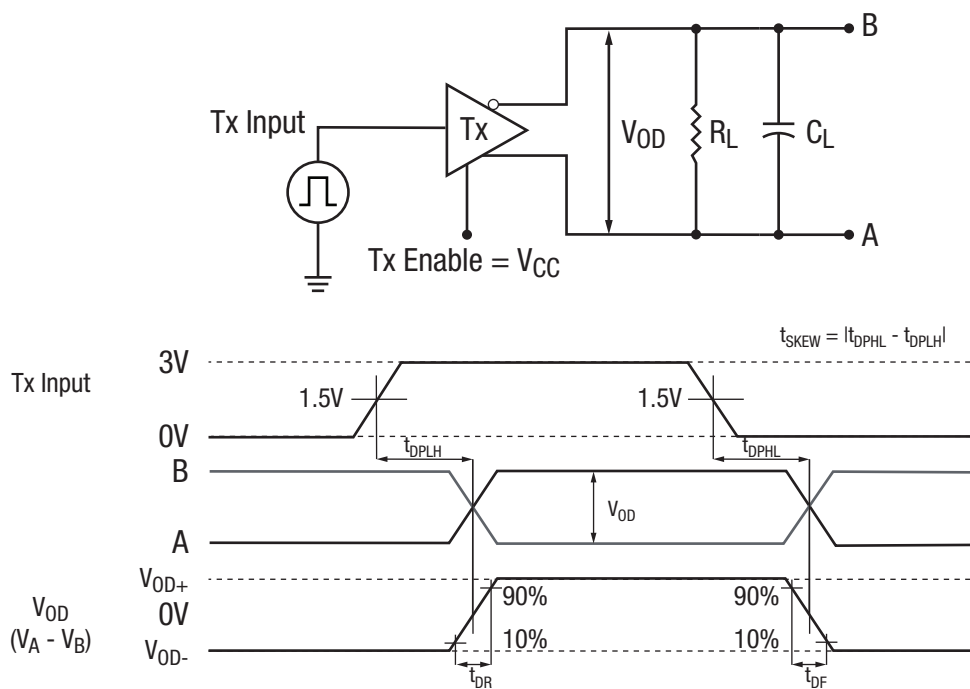 B
Tx Input
Tx
VOD
RL
CL
A
Tx Enable = VCC
tSKEW = |tDPHL - tDPLH|
3V
Tx Input
1.5V
1.5V
0V
tDPLH
tDPHL
B
VOD
A
VOD+
90%
90%
VOD
0V
(VA - VB)
10%
10%
VOD-
tDR
tDF